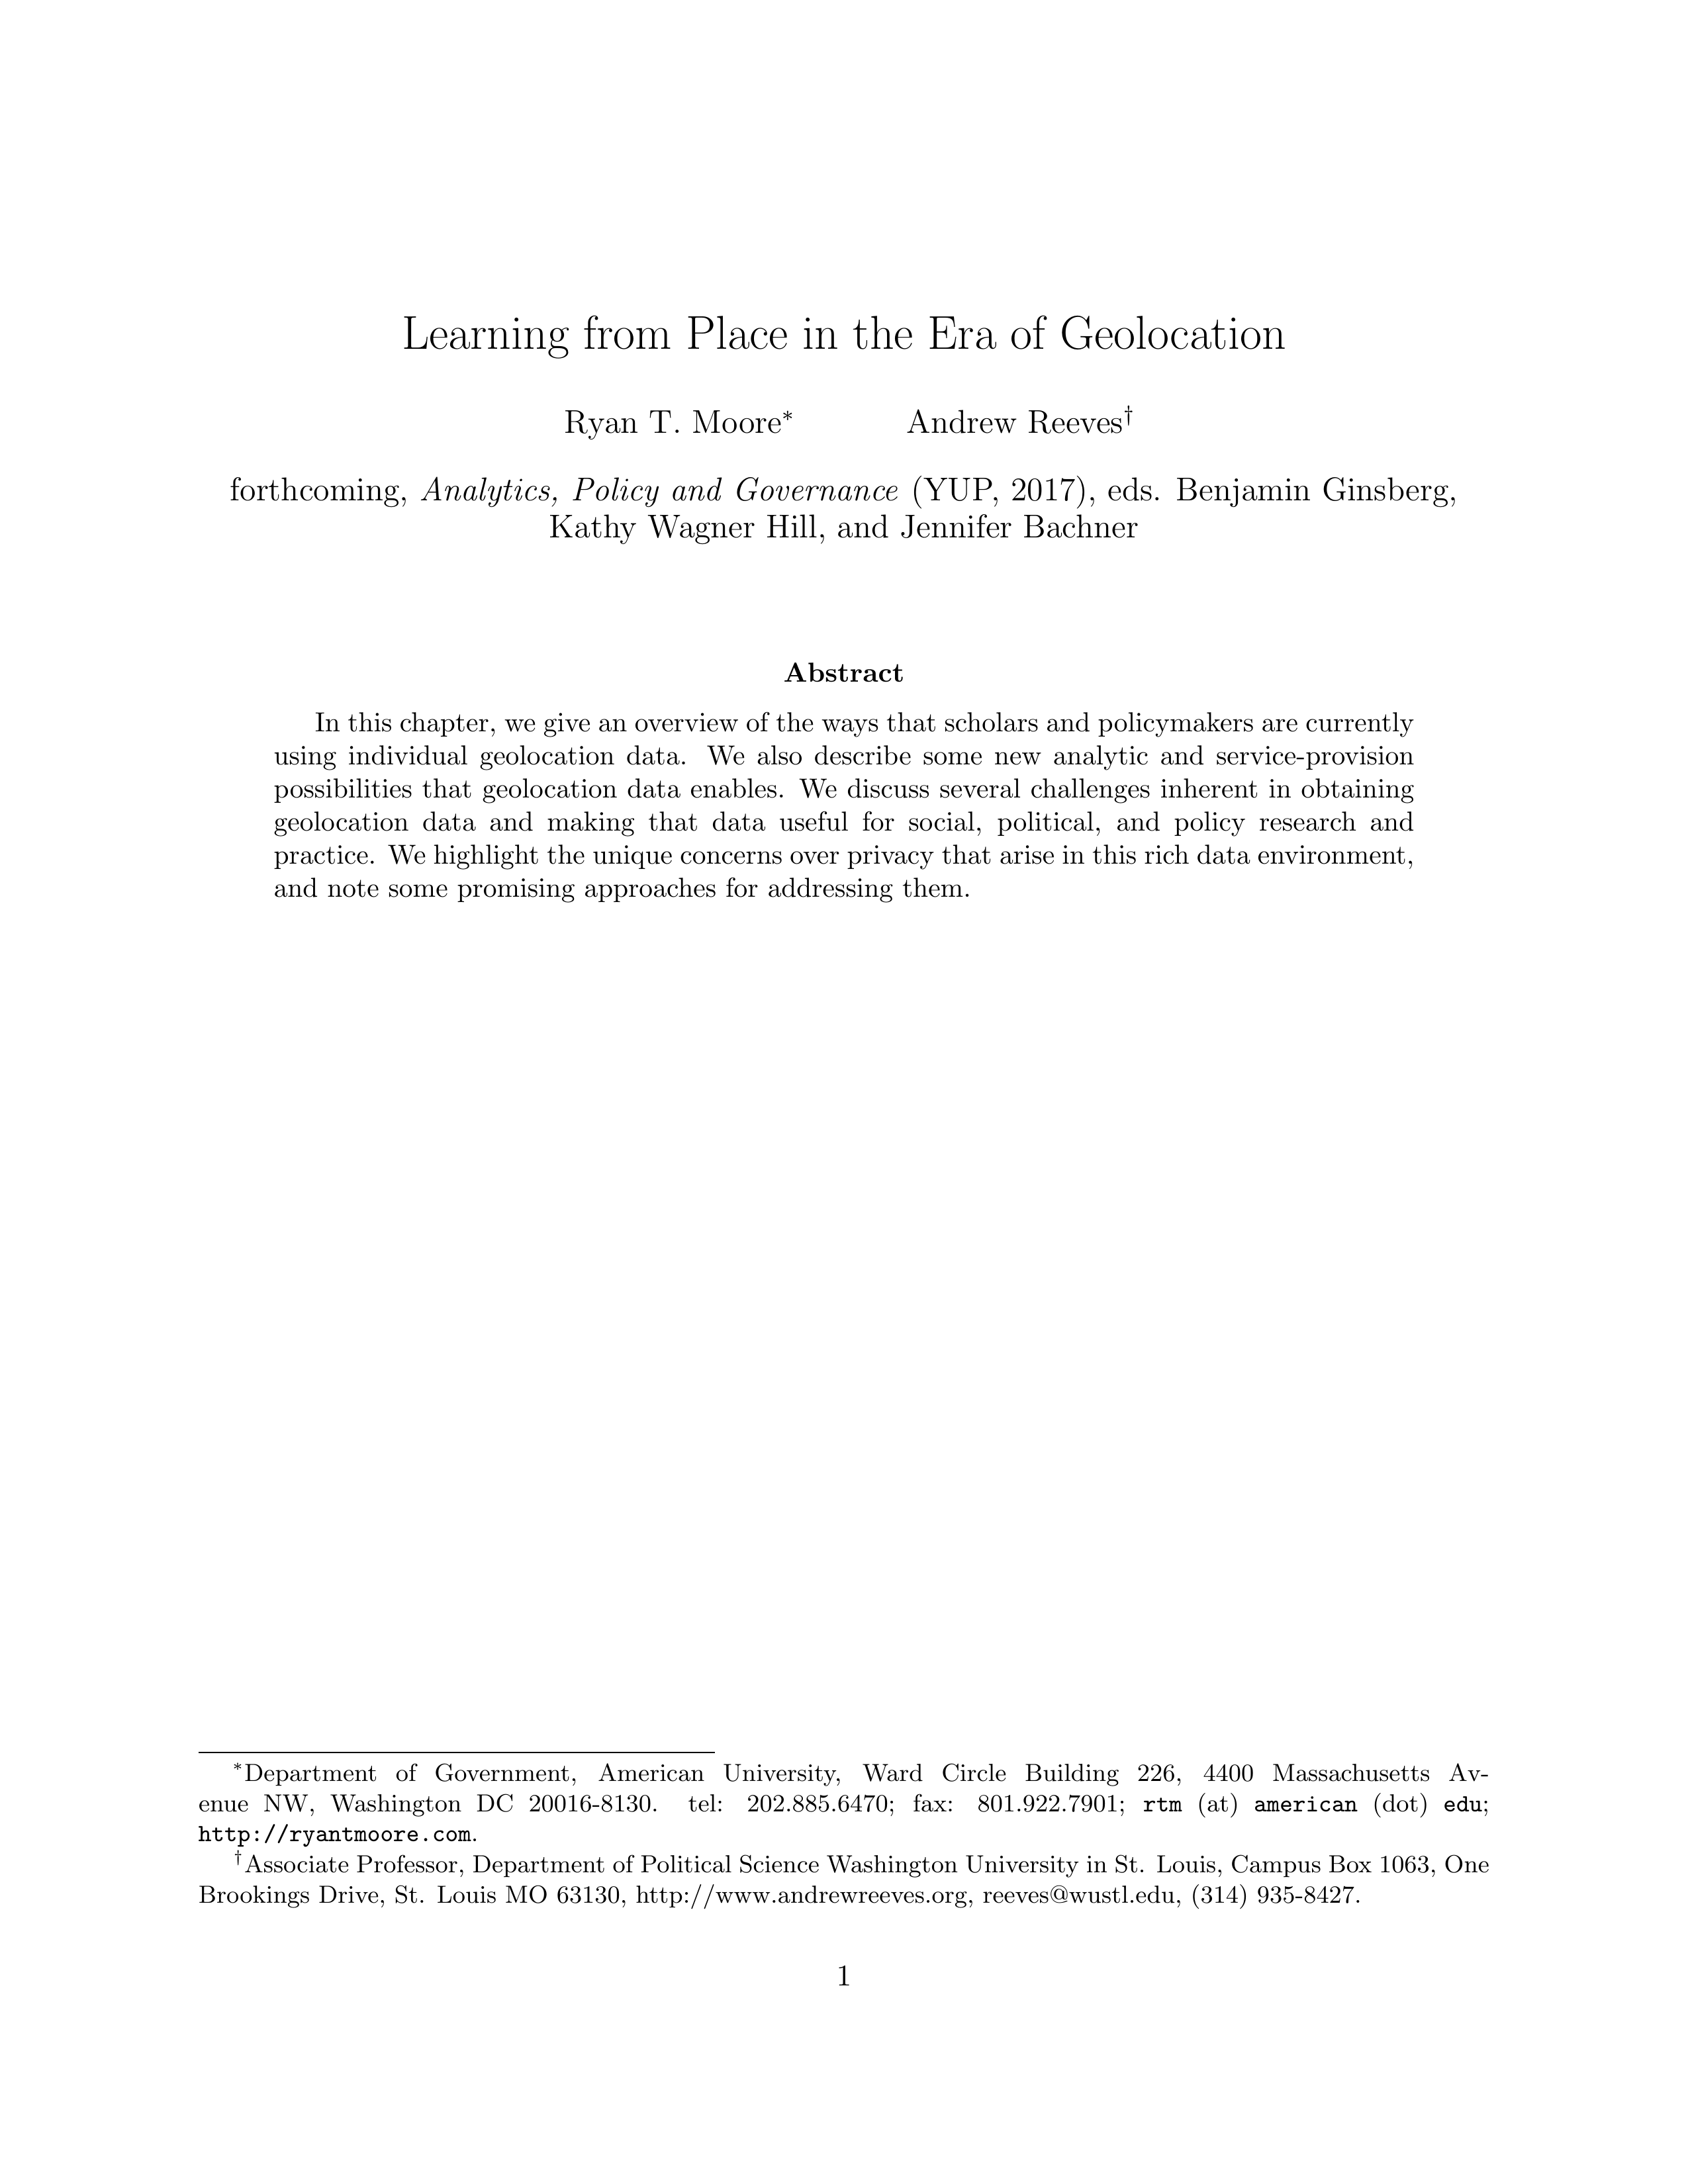 Learning from Place in the Era of Geolocation
Ryan T. Moore* Andrew Reeves†
forthcoming, Analytics, Policy and Governance (YUP, 2017), eds. Benjamin Ginsberg,
Kathy Wagner Hill, and Jennifer Bachner
Abstract
In this chapter, we give an overview of the ways that scholars and policymakers are currently
using individual geolocation data. We also describe some new analytic and service-provision
possibilities that geolocation data enables. We discuss several challenges inherent in obtaining
geolocation data and making that data useful for social, political, and policy research and
practice. We highlight the unique concerns over privacy that arise in this rich data environment,
and note some promising approaches for addressing them.
*Department of Government, American University, Ward Circle Building 226, 4400 Massachusetts Av-
enue NW, Washington DC 20016-8130. tel: 202.885.6470; fax: 801.922.7901; rtm (at) american (dot) edu;
http://ryantmoore.com.
†Associate Professor, Department of Political Science Washington University in St. Louis, Campus Box 1063, One
Brookings Drive, St. Louis MO 63130, http://www.andrewreeves.org, reeves@wustl.edu, (314) 935-8427.
1